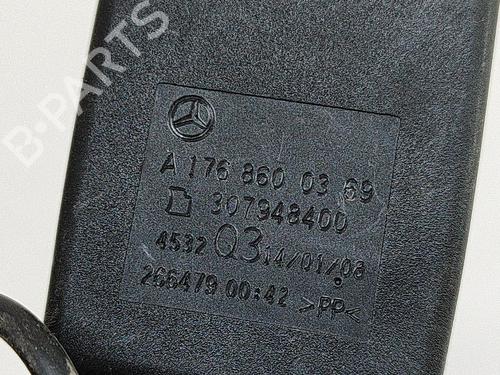 B-PARTS
A 176 860 03 69
307948400
4532 Q3 14/01/08
266479 00:42 >PP<